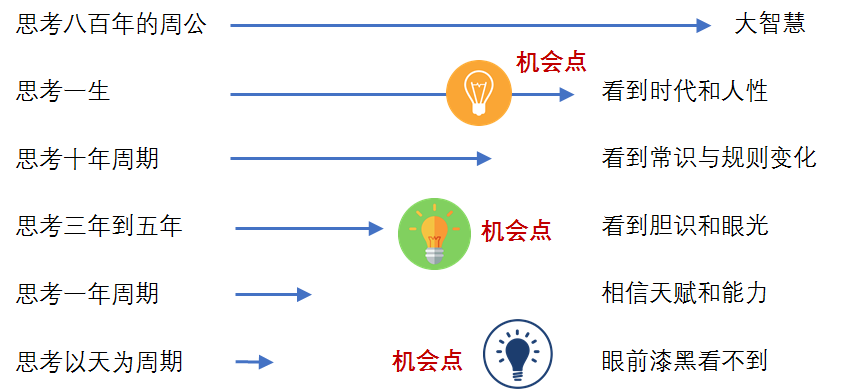 思考八百年的周公 大智慧
机会点
思考一生 看到时代和人性
思考十年周期 看到常识与规则变化
思考三年到五年 机会点 看到胆识和眼光
思考一年周期 相信天赋和能力
思考以天为周期 机会点 眼前漆黑看不到